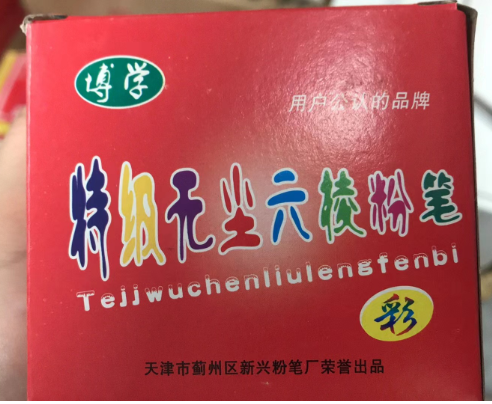 博学
用户公认的品牌
特级无尘六棱粉笔
Tejjwuchenliulengfenbi
彩
天津市蓟州区新兴粉笔厂荣誉出品